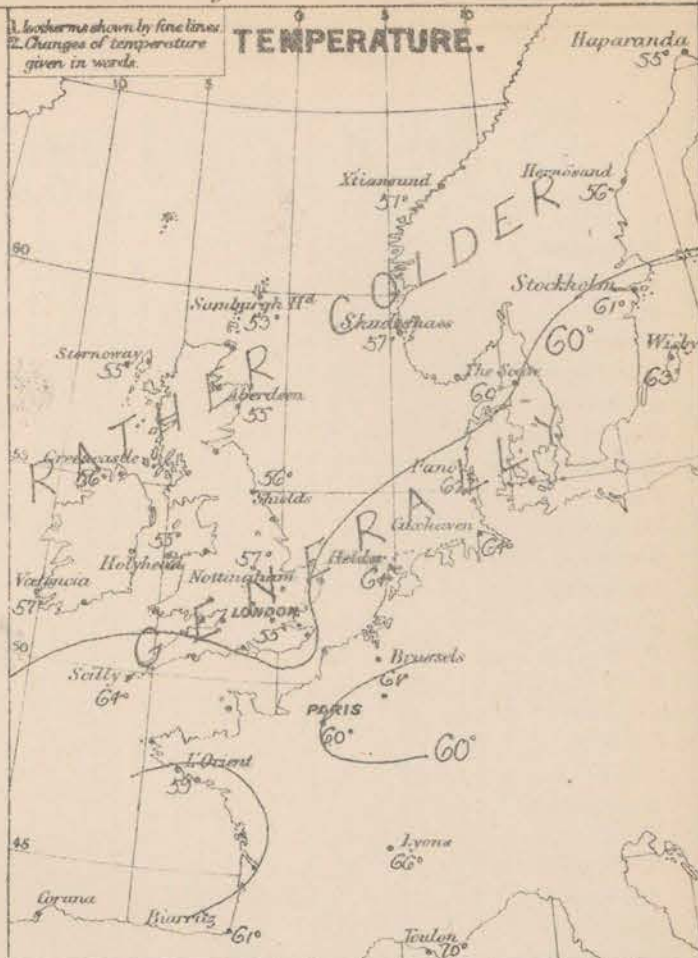 1. Isotherms shown by fine lines.
2. Changes of temperature
given in words.
TEMPERATURE.
0 5 10
10 5
Haparanda
55°
Xtiansund
57°
Hernösand
56°
60
Sumburgh Hd
53°
COLDER
Stockholm
61°
60°
Skudesnaes
57°
Wisby
63°
Stornoway
55°
The Scaw
60
RATHER
Aberdeen
55
55
Greencastle
56°
56°
Shields
Fano
Cuxhaven
64°
55°
Holyhead
57°
Nottingham
Helder
64°
Valencia
57°
LONDON
55°
GENERALLY
50
Scilly
64°
Brussels
PARIS
60°
60°
L'Orient
59°
45
Lyons
66°
Coruna
Biarritz
61°
Toulon
70°